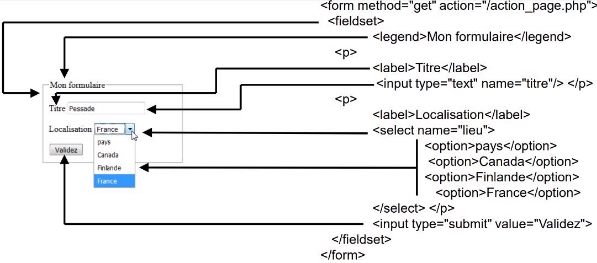 <form method="get" action="/action_page.php">
<fieldset>
<legend>Mon formulaire</legend>
<p>
<label>Titre</label>
<input type="text" name="titre"/> </p>
<p>
<label>Localisation</label>
<select name="lieu">
<option>pays</option>
<option>Canada</option>
<option>Finlande</option>
<option>France</option>
</select> </p>
<input type="submit" value="Validez">
</fieldset>
</form>
Mon formulaire
Titre Pessade
Localisation France
pays
Canada
Finlande
France
Validez